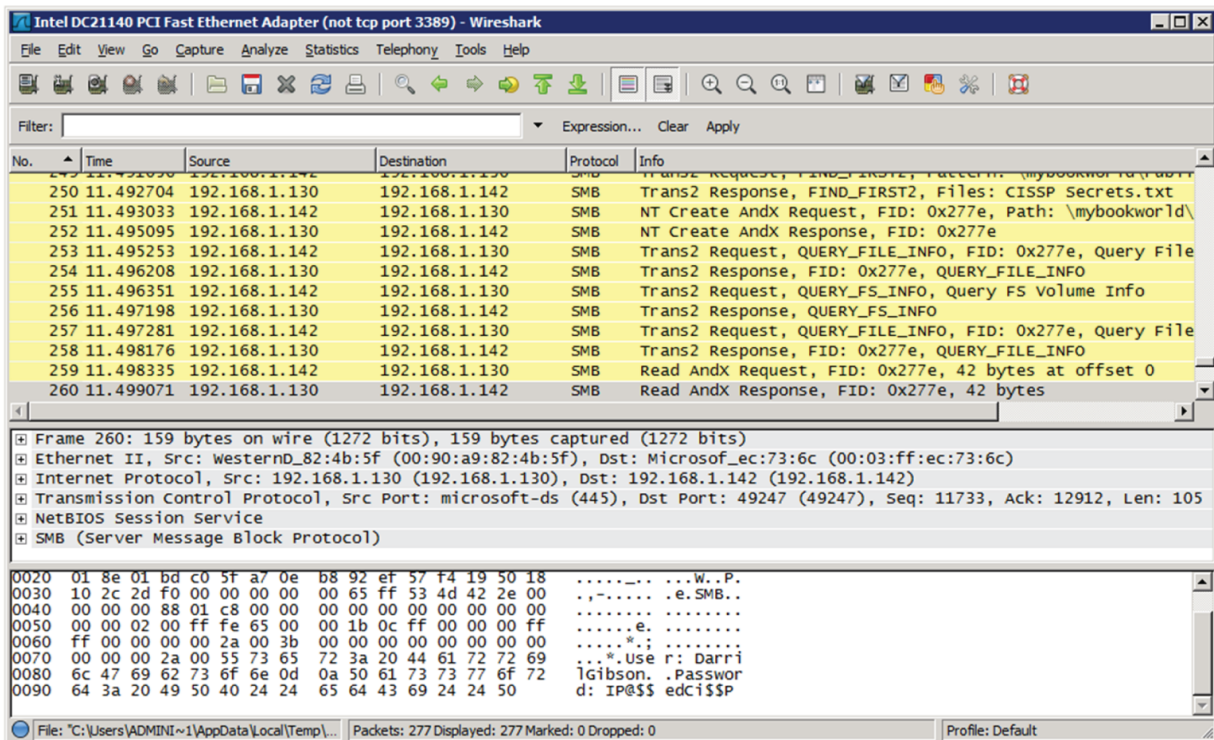 Intel DC21140 PCI Fast Ethernet Adapter (not tcp port 3389) - Wireshark
File Edit View Go Capture Analyze Statistics Telephony Tools Help
Filter: Expression... Clear Apply
No. Time Source Destination Protocol Info
250 11.492704 192.168.1.130 192.168.1.142 SMB Trans2 Response, FIND_FIRST2, Files: CISSP Secrets.txt
251 11.493033 192.168.1.142 192.168.1.130 SMB NT Create AndX Request, FID: 0x277e, Path: \mybookworld\
252 11.495095 192.168.1.130 192.168.1.142 SMB NT Create AndX Response, FID: 0x277e
253 11.495253 192.168.1.142 192.168.1.130 SMB Trans2 Request, QUERY_FILE_INFO, FID: 0x277e, Query File
254 11.496208 192.168.1.130 192.168.1.142 SMB Trans2 Response, FID: 0x277e, QUERY_FILE_INFO
255 11.496351 192.168.1.142 192.168.1.130 SMB Trans2 Request, QUERY_FS_INFO, Query FS Volume Info
256 11.497198 192.168.1.130 192.168.1.142 SMB Trans2 Response, QUERY_FS_INFO
257 11.497281 192.168.1.142 192.168.1.130 SMB Trans2 Request, QUERY_FILE_INFO, FID: 0x277e, Query File
258 11.498176 192.168.1.130 192.168.1.142 SMB Trans2 Response, FID: 0x277e, QUERY_FILE_INFO
259 11.498335 192.168.1.142 192.168.1.130 SMB Read AndX Request, FID: 0x277e, 42 bytes at offset 0
260 11.499071 192.168.1.130 192.168.1.142 SMB Read AndX Response, FID: 0x277e, 42 bytes
Frame 260: 159 bytes on wire (1272 bits), 159 bytes captured (1272 bits)
Ethernet II, Src: WesternD_82:4b:5f (00:90:a9:82:4b:5f), Dst: Microsof_ec:73:6c (00:03:ff:ec:73:6c)
Internet Protocol, Src: 192.168.1.130 (192.168.1.130), Dst: 192.168.1.142 (192.168.1.142)
Transmission Control Protocol, Src Port: microsoft-ds (445), Dst Port: 49247 (49247), Seq: 11733, Ack: 12912, Len: 105
NetBIOS Session Service
SMB (Server Message Block Protocol)
0020 01 8e 01 bd c0 5f a7 0e b8 92 ef 57 f4 19 50 18 ....._.. ...W..P.
0030 10 2c 2d f0 00 00 00 00 00 65 ff 53 4d 42 2e 00 .,-..... .e.SMB..
0040 00 00 00 88 01 c8 00 00 00 00 00 00 00 00 00 00 ........ ........
0050 00 00 02 00 ff fe 65 00 00 1b 0c ff 00 00 00 ff ......e. ........
0060 ff 00 00 00 00 2a 00 3b 00 00 00 00 00 00 00 00 .....*.; ........
0070 00 00 00 2a 00 55 73 65 72 3a 20 44 61 72 72 69 ...*.Use r: Darri
0080 6c 47 69 62 73 6f 6e 0d 0a 50 61 73 73 77 6f 72 lGibson. .Passwor
0090 64 3a 20 49 50 40 24 24 65 64 43 69 24 24 50 d: IP@$$ edCi$$P
File: "C:\Users\ADMINI~1\AppData\Local\Temp\... Packets: 277 Displayed: 277 Marked: 0 Dropped: 0 Profile: Default